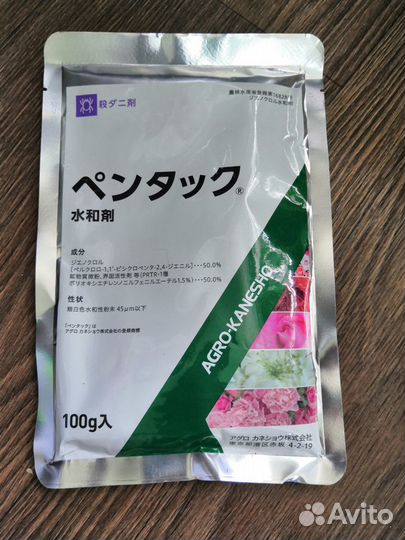 殺ダニ剤
農林水産省登録第16828号
ジエノクロル水和剤
ペンタック®
水和剤
成分
ジエノクロル
[ペルクロロ-1,1'-ビシクロペンタ-2,4-ジエニル]…50.0%
鉱物質微粉、界面活性剤 等(PRTR・1種
ポリオキシエチレンノニルフェニルエーテル1.5%)…50.0%
性状
類白色水和性粉末 45μm以下
「ペンタック」は
アグロ カネショウ株式会社の登録商標
AGRO-KANESHO
100g入
アグロ カネショウ株式会社
東京都港区赤坂 4-2-19
Avito